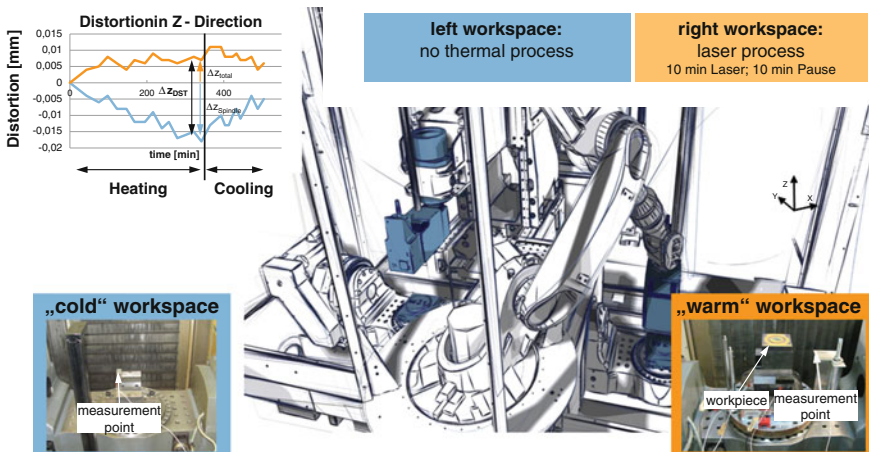 Distortionin Z - Direction
Distortion [mm]
0,015
0,01
0,005
0
-0,005
-0,01
-0,015
-0,02
0
200
400
Δztotal
ΔzDST
ΔzSpindle
time [min]
Heating
Cooling
left workspace:
no thermal process
right workspace:
laser process
10 min Laser; 10 min Pause
Z
Y
X
„cold“ workspace
measurement
point
„warm“ workspace
workpiece
measurement
point